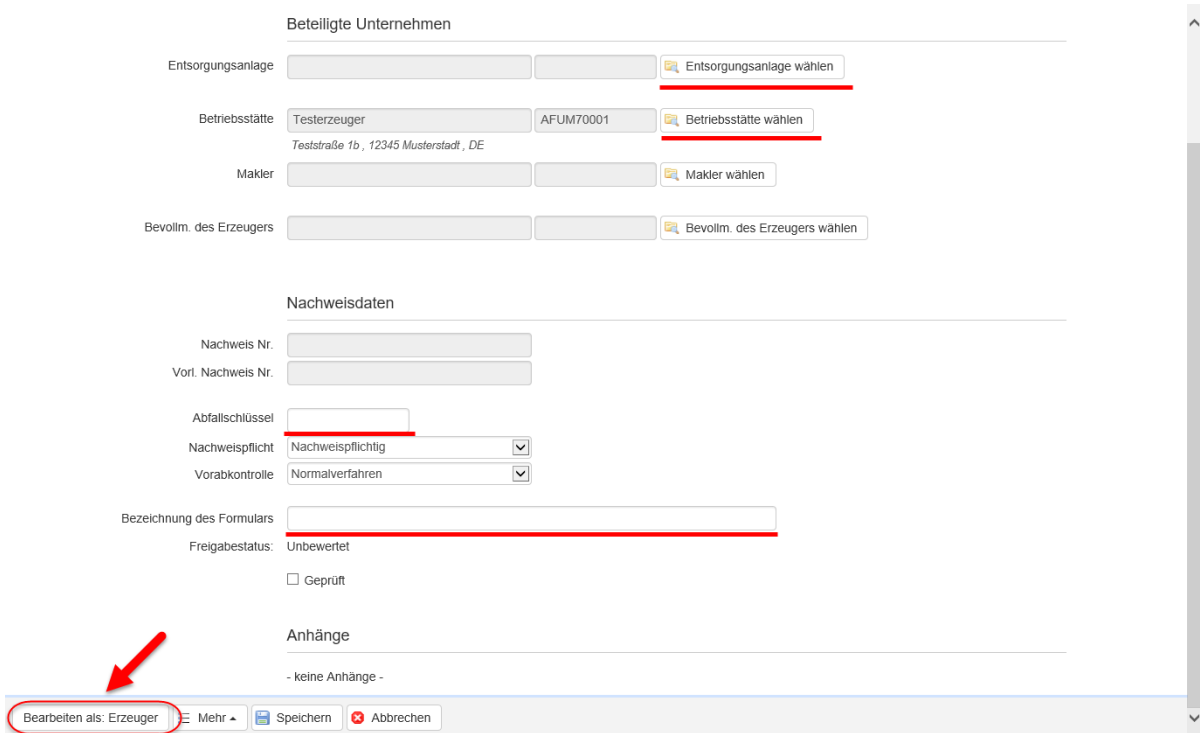 Beteiligte Unternehmen
Entsorgungsanlage Entsorgungsanlage wählen
Betriebsstätte Testerzeuger AFUM70001 Betriebsstätte wählen
Teststraße 1b , 12345 Musterstadt , DE
Makler Makler wählen
Bevollm. des Erzeugers Bevollm. des Erzeugers wählen
Nachweisdaten
Nachweis Nr.
Vorl. Nachweis Nr.
Abfallschlüssel
Nachweispflicht Nachweispflichtig
Vorabkontrolle Normalverfahren
Bezeichnung des Formulars
Freigabestatus: Unbewertet
Geprüft
Anhänge
- keine Anhänge -
Bearbeiten als: Erzeuger Mehr Speichern Abbrechen